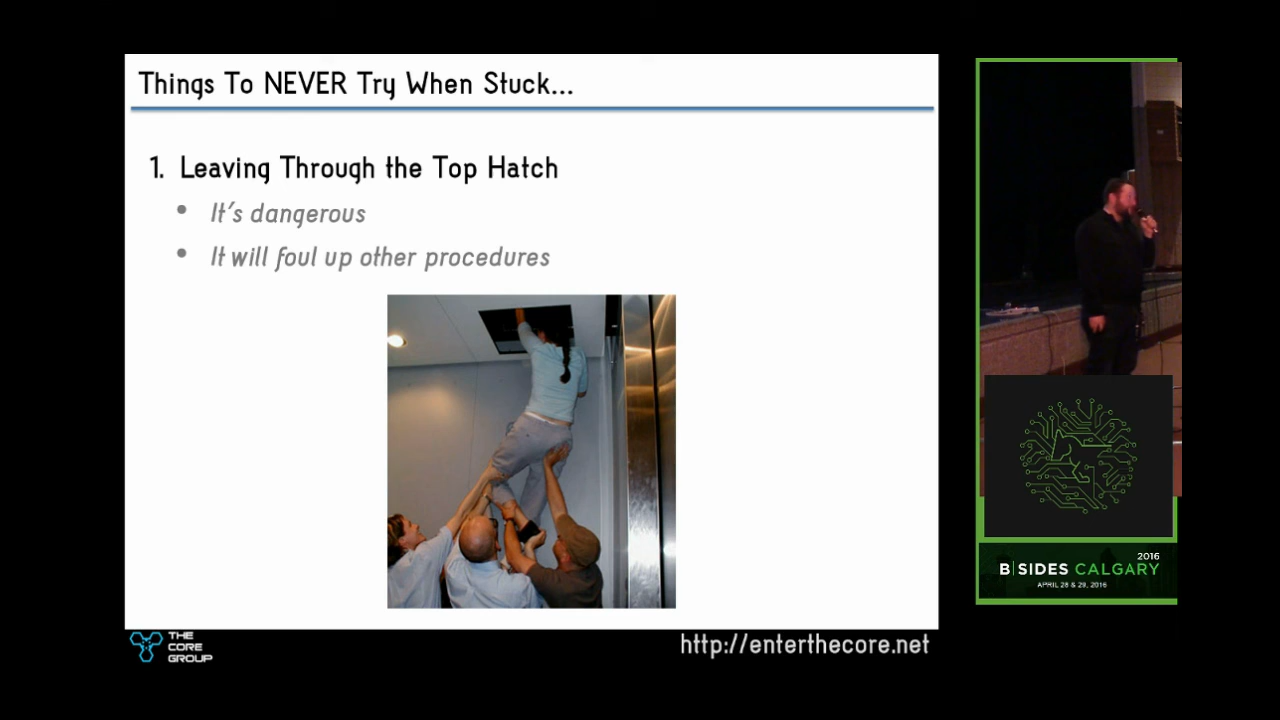 Things To NEVER Try When Stuck...
1. Leaving Through the Top Hatch
• It's dangerous
• It will foul up other procedures
THE
CORE
GROUP
http://enterthecore.net
2016
B|SIDES CALGARY
APRIL 28 & 29, 2016